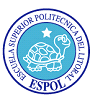 ESCUELA SUPERIOR POLITECNICA DEL LITORAL
ESPOL